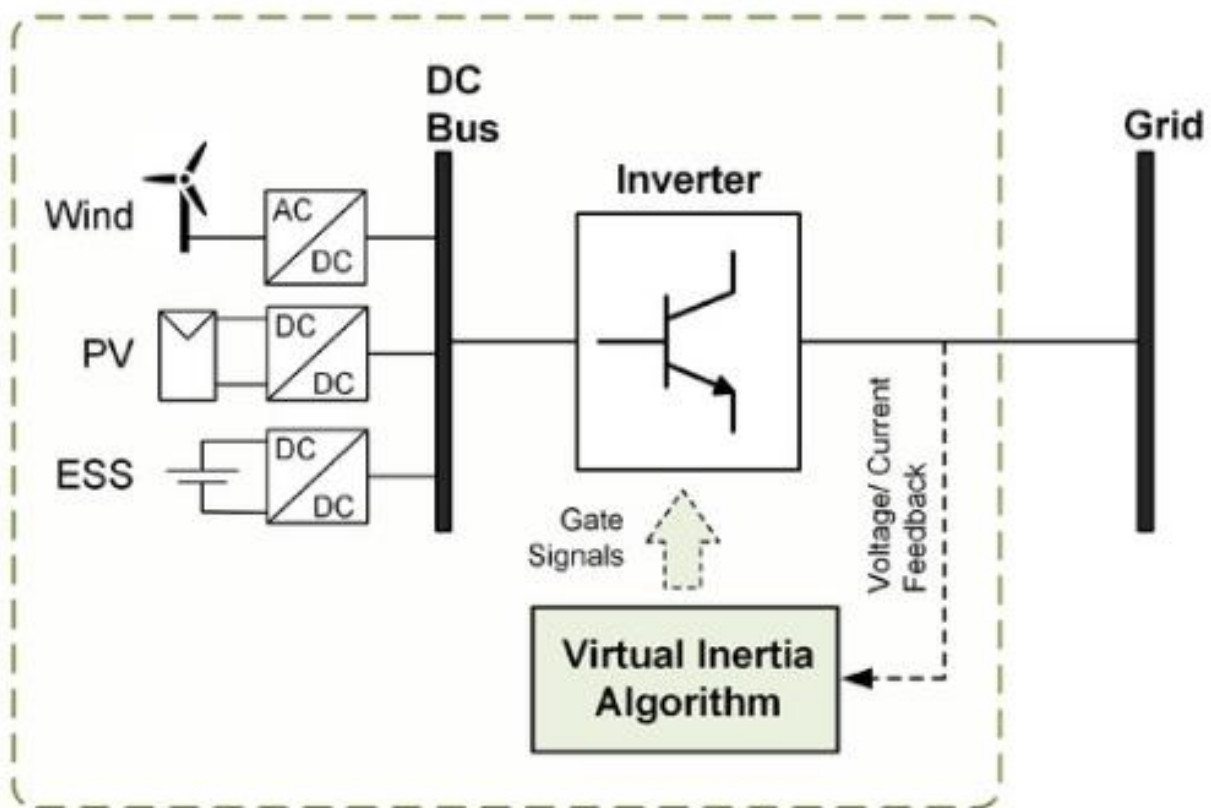 DC
Bus
Grid
Inverter
Wind
AC
DC
PV
DC
DC
ESS
DC
DC
Gate
Signals
Voltage/ Current
Feedback
Virtual Inertia
Algorithm